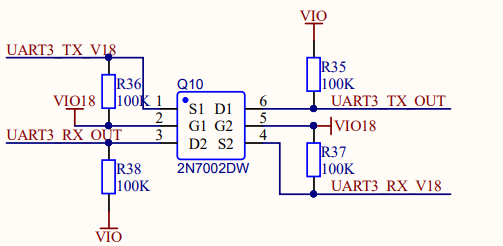 VIO
UART3_TX_V18
R36
100K
VIO18
UART3_RX_OUT
R38
100K
VIO
Q10
1 S1 D1 6
2 G1 G2 5
3 D2 S2 4
2N7002DW
R35
100K
UART3_TX_OUT
VIO18
R37
100K
UART3_RX_V18